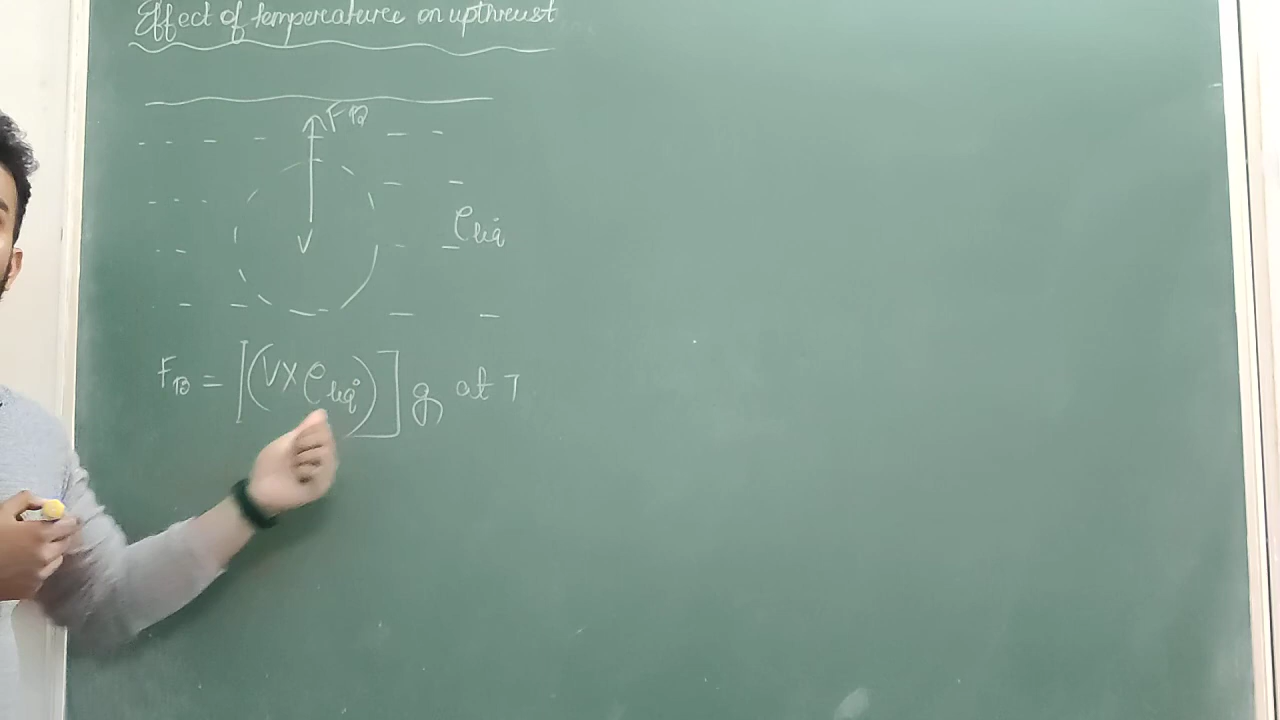 Effect of temperature on upthrust
F_B
V
ρ_liq
F_B = [(V×ρ_liq)] g at T